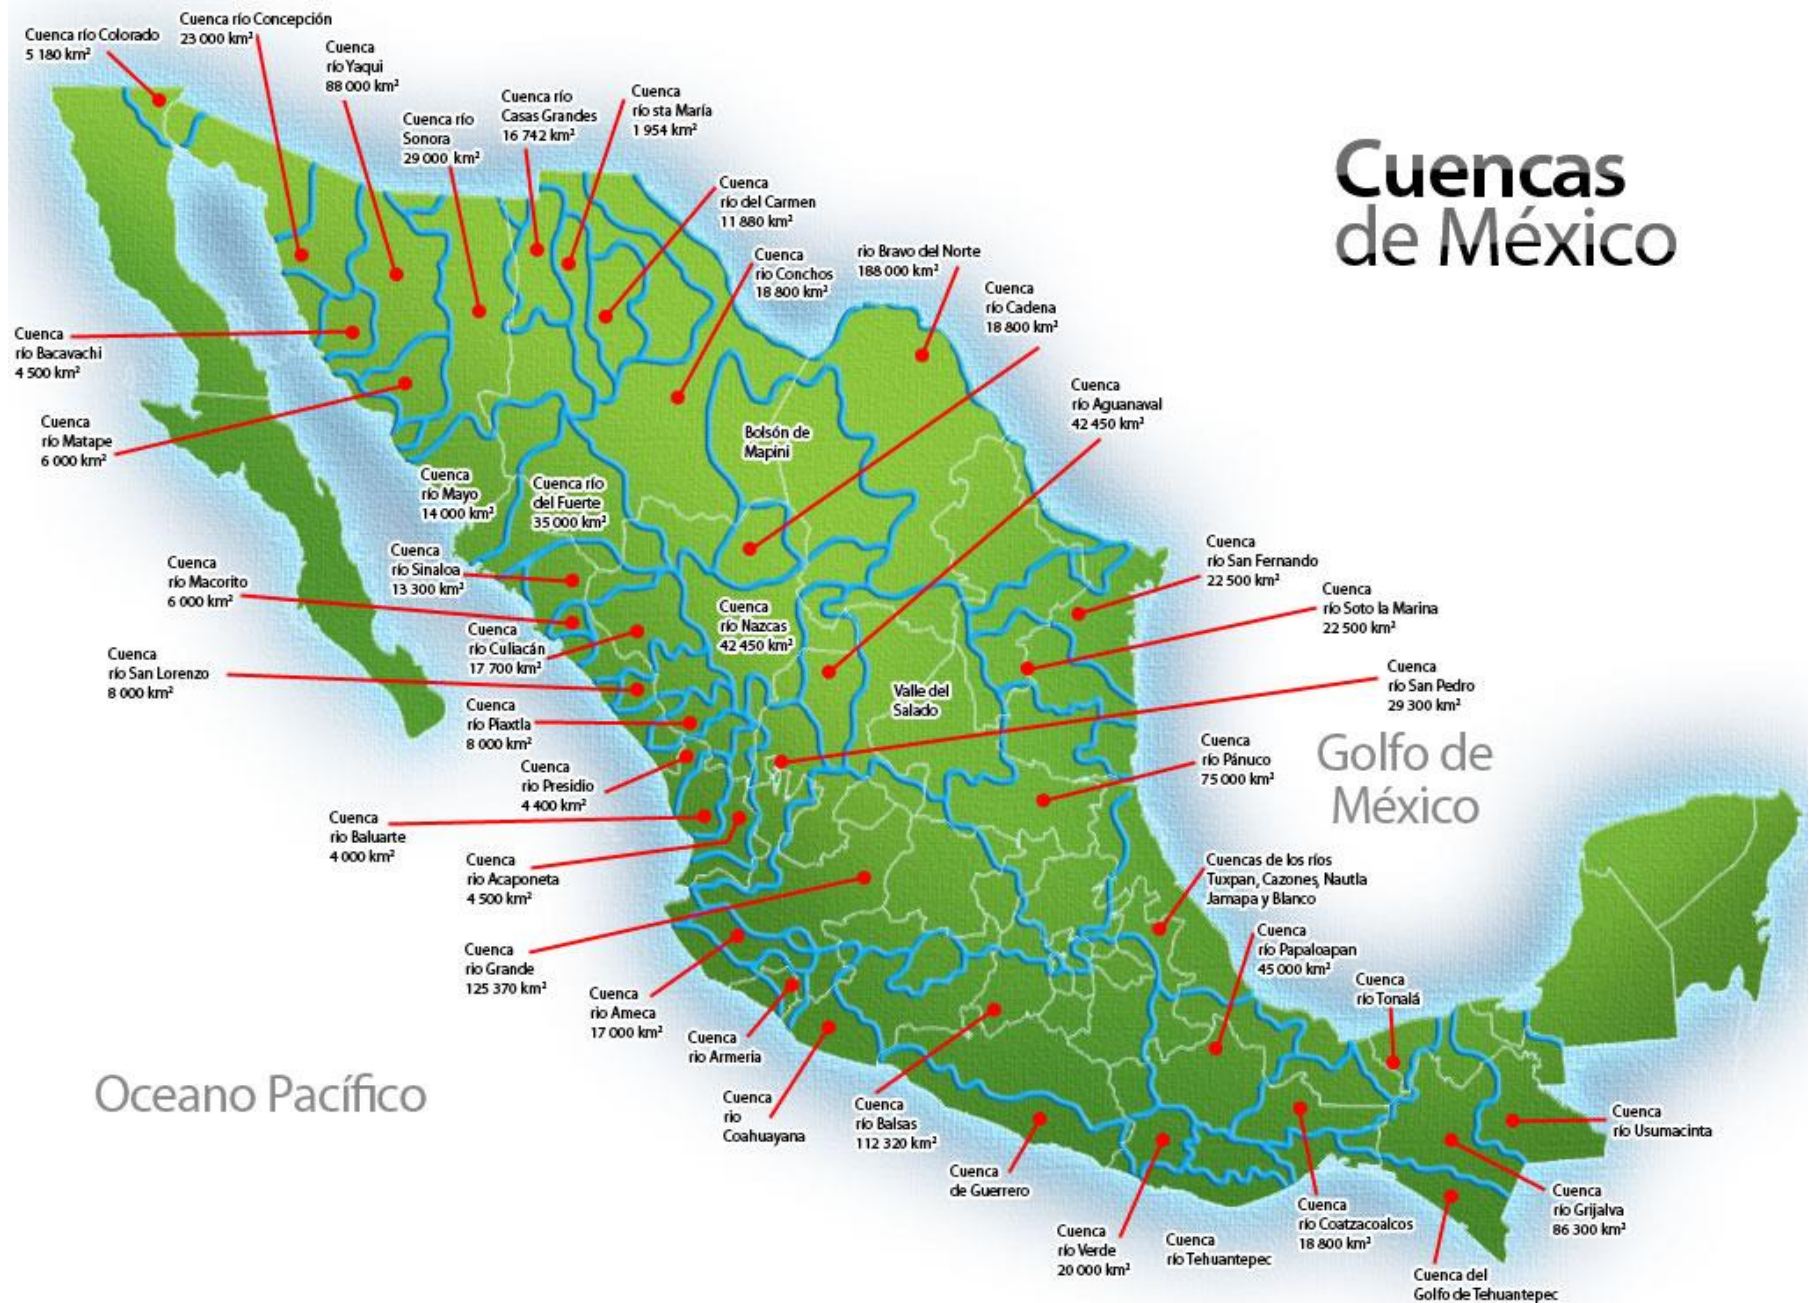 Cuenca río Colorado
5 180 km²
Cuenca río Concepción
23 000 km²
Cuenca
río Yaqui
88 000 km²
Cuenca río
Sonora
29 000 km²
Cuenca río
Casas Grandes
16 742 km²
Cuenca
río sta María
1 954 km²
Cuenca
río del Carmen
11 880 km²
Cuenca
río Conchos
18 800 km²
rio Bravo del Norte
188 000 km²
Cuenca
río Cadena
18 800 km²
Cuencas
de México
Cuenca
río Bacavachi
4 500 km²
Cuenca
río Matape
6 000 km²
Cuenca
río Aguanaval
42 450 km²
Bolsón de
Mapini
Cuenca
río Mayo
14 000 km²
Cuenca río
del Fuerte
35 000 km²
Cuenca
río Sinaloa
13 300 km²
Cuenca
río Macorito
6 000 km²
Cuenca
río San Fernando
22 500 km²
Cuenca
río Soto la Marina
22 500 km²
Cuenca
río Nazcas
42 450 km²
Cuenca
río Culiacán
17 700 km²
Cuenca
río San Lorenzo
8 000 km²
Cuenca
río San Pedro
29 300 km²
Valle del
Salado
Cuenca
río Piaxtla
8 000 km²
Cuenca
río Pánuco
75 000 km²
Golfo de
México
Cuenca
rio Presidio
4 400 km²
Cuenca
rio Baluarte
4 000 km²
Cuenca
rio Acaponeta
4 500 km²
Cuencas de los ríos
Tuxpan, Cazones, Nautla
Jamapa y Blanco
Cuenca
rio Grande
125 370 km²
Cuenca
río Papaloapan
45 000 km²
Cuenca
río Tonalá
Cuenca
rio Ameca
17 000 km²
Cuenca
rio Armeria
Oceano Pacífico
Cuenca
rio
Coahuayana
Cuenca
río Balsas
112 320 km²
Cuenca
río Usumacinta
Cuenca
de Guerrero
Cuenca
río Grijalva
86 300 km²
Cuenca
río Coatzacoalcos
18 800 km²
Cuenca
río Verde
20 000 km²
Cuenca
río Tehuantepec
Cuenca del
Golfo de Tehuantepec